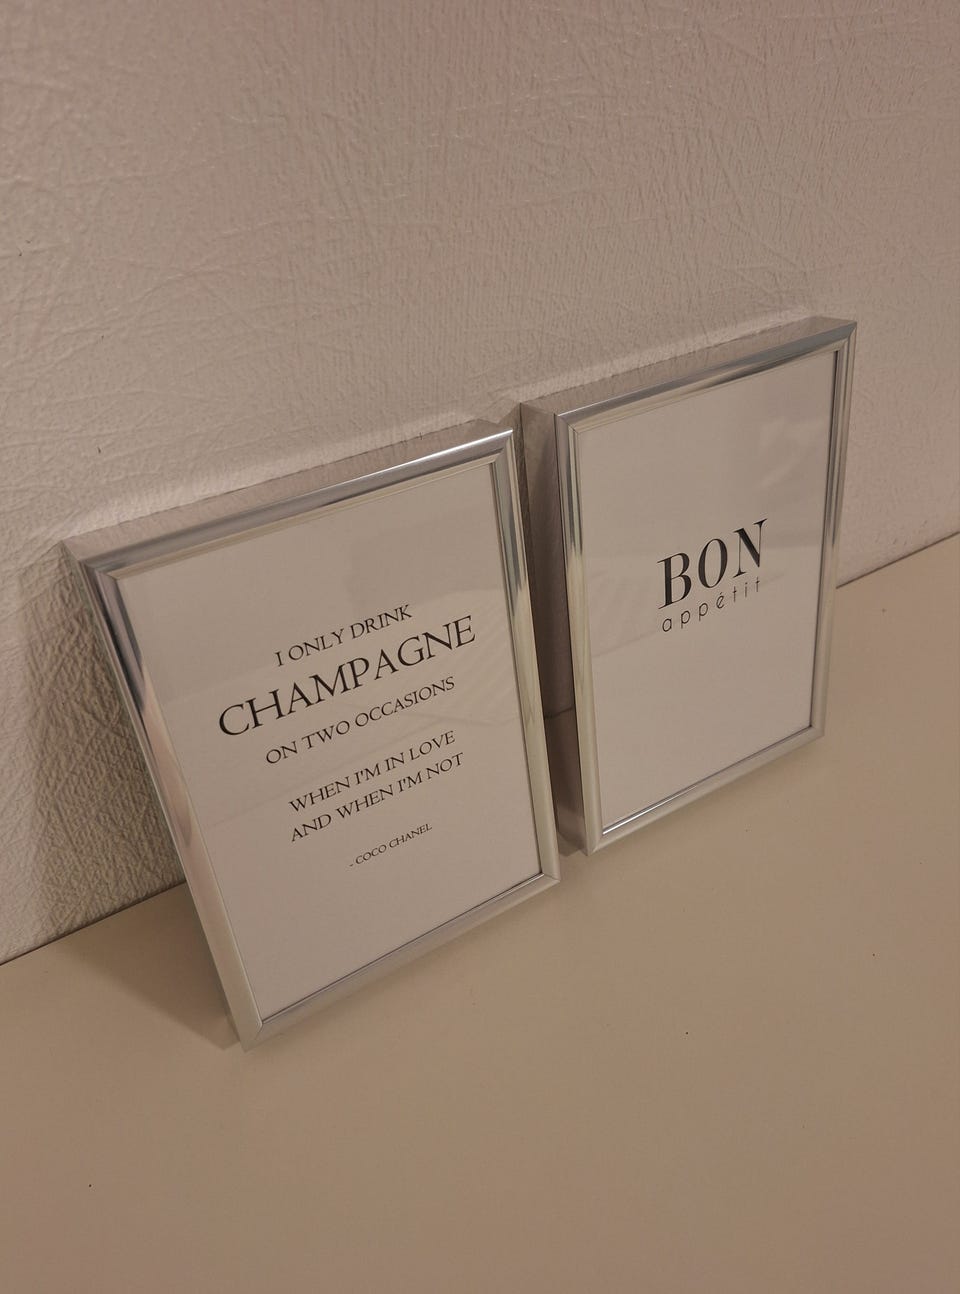 I ONLY DRINK
CHAMPAGNE
ON TWO OCCASIONS
WHEN I'M IN LOVE
AND WHEN I'M NOT
- COCO CHANEL
BON
appétit